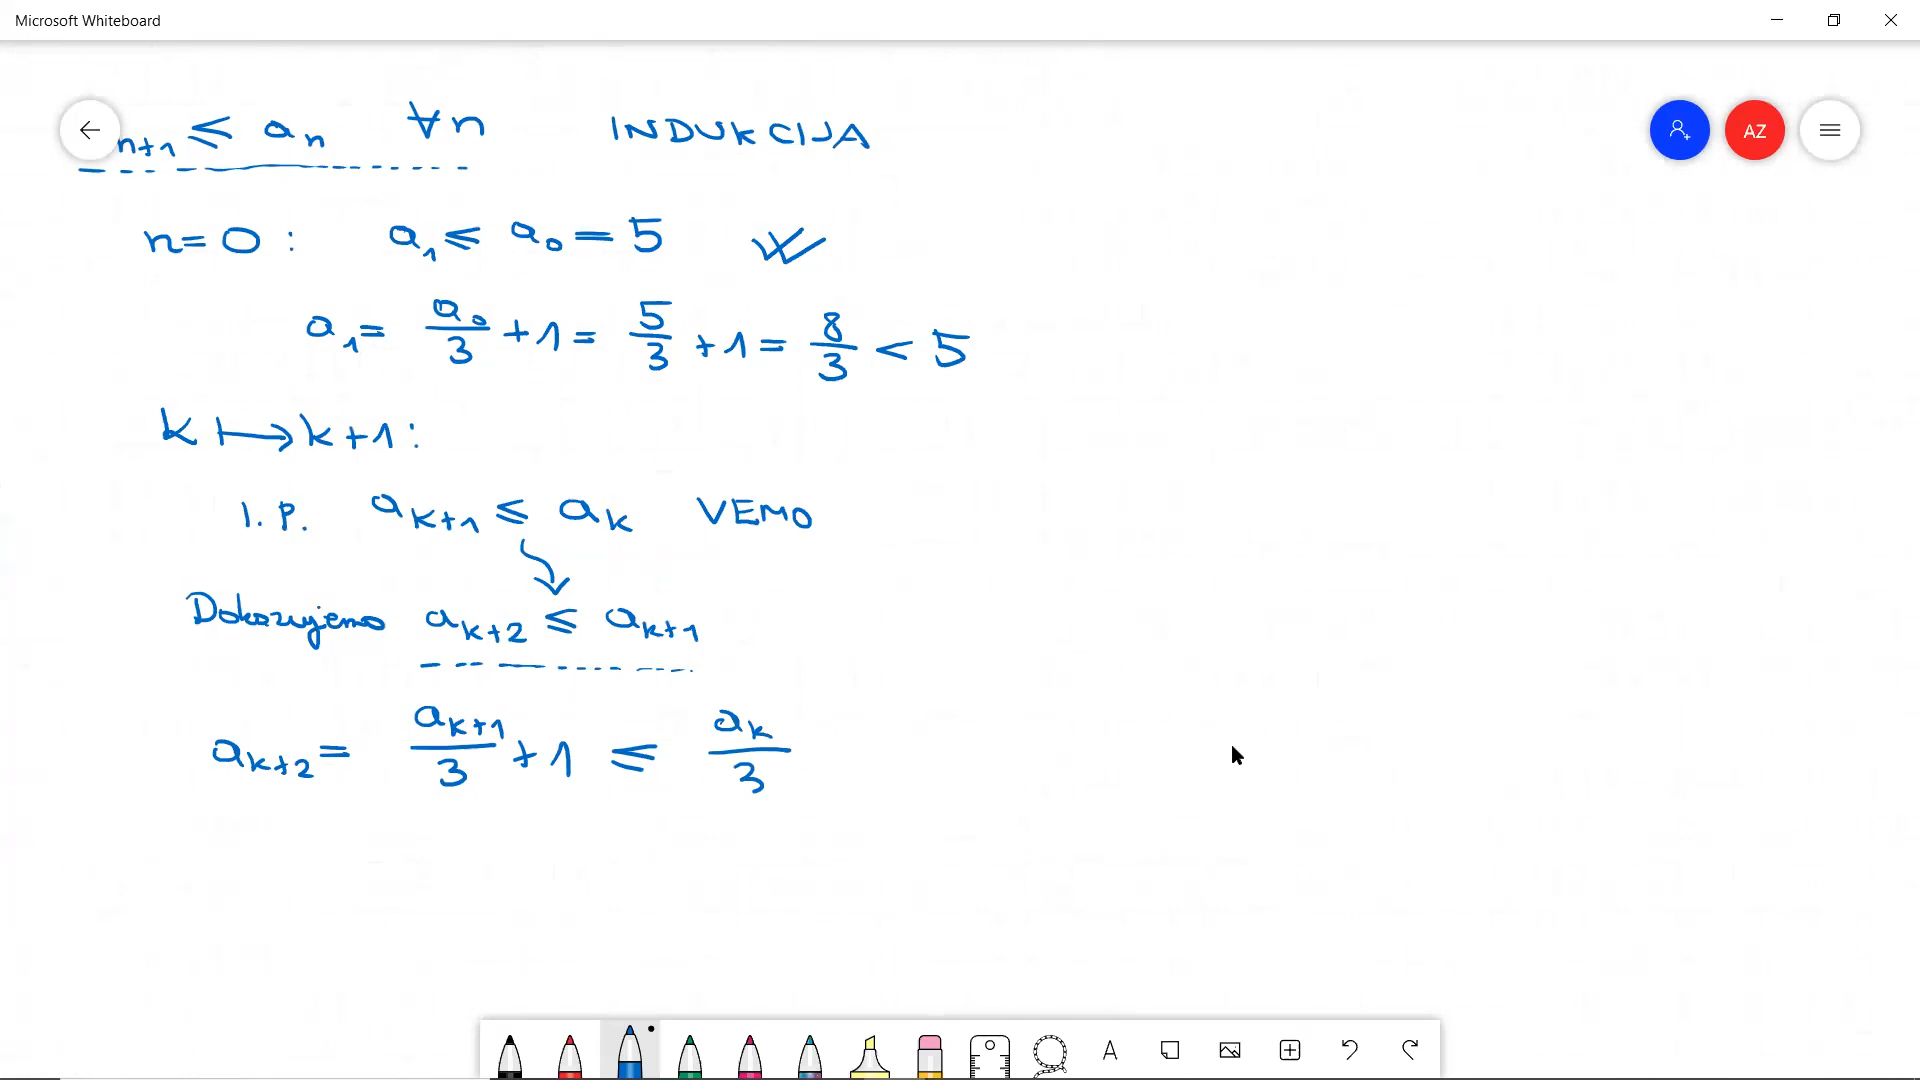 Microsoft Whiteboard
n+1 ≤ aₙ ∀n INDUKCIJA
AZ
n=0: a₁ ≤ a₀ = 5
a₁ = a₀/3 + 1 = 5/3 + 1 = 8/3 < 5
k ↦ k+1:
I.P. aₖ₊₁ ≤ aₖ VEMO
Dokazujemo aₖ₊₂ ≤ aₖ₊₁
aₖ₊₂ = aₖ₊₁/3 + 1 ≤ aₖ/3
A